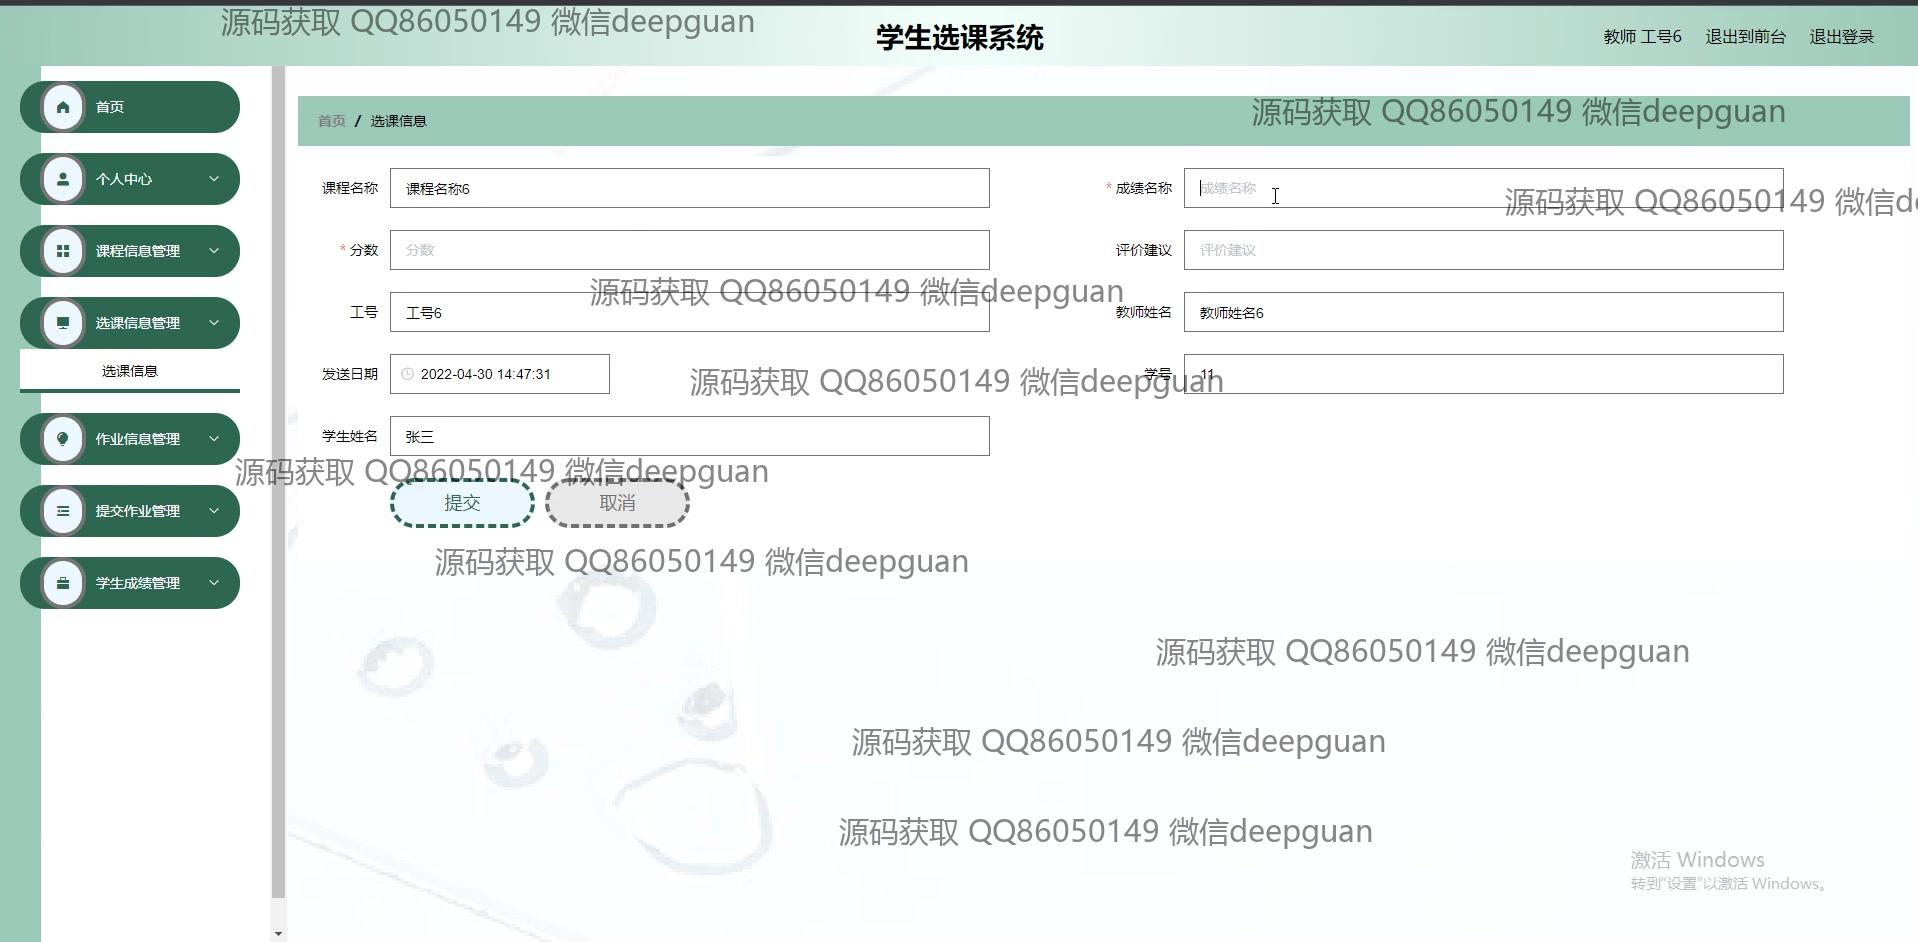 源码获取 QQ86050149 微信deepguan
学生选课系统
教师 工号6 退出到前台 退出登录
首页
个人中心
课程信息管理
选课信息管理
选课信息
作业信息管理
提交作业管理
学生成绩管理
首页 / 选课信息
源码获取 QQ86050149 微信deepguan
课程名称 课程名称6
* 成绩名称 成绩名称
源码获取 QQ86050149 微信de
* 分数 分数
评价建议 评价建议
源码获取 QQ86050149 微信deepguan
工号 工号6
教师姓名 教师姓名6
发送日期 2022-04-30 14:47:31
源码获取 QQ86050149 微信deepguan
学号 11
学生姓名 张三
源码获取 QQ86050149 微信deepguan
提交 取消
源码获取 QQ86050149 微信deepguan
源码获取 QQ86050149 微信deepguan
源码获取 QQ86050149 微信deepguan
源码获取 QQ86050149 微信deepguan
激活 Windows
转到“设置”以激活 Windows。